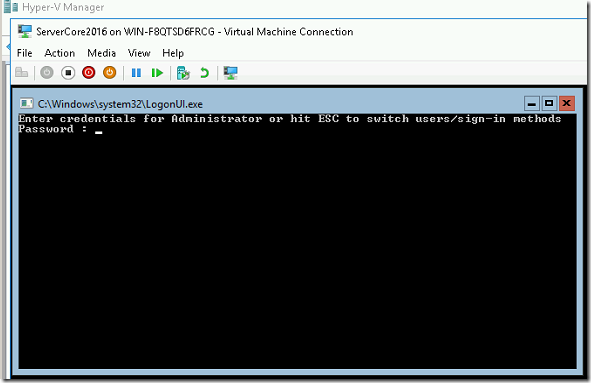 Hyper-V Manager
ServerCore2016 on WIN-F8QTSD6FRCG - Virtual Machine Connection
File Action Media View Help
C:\Windows\system32\LogonUI.exe
Enter credentials for Administrator or hit ESC to switch users/sign-in methods
Password : _